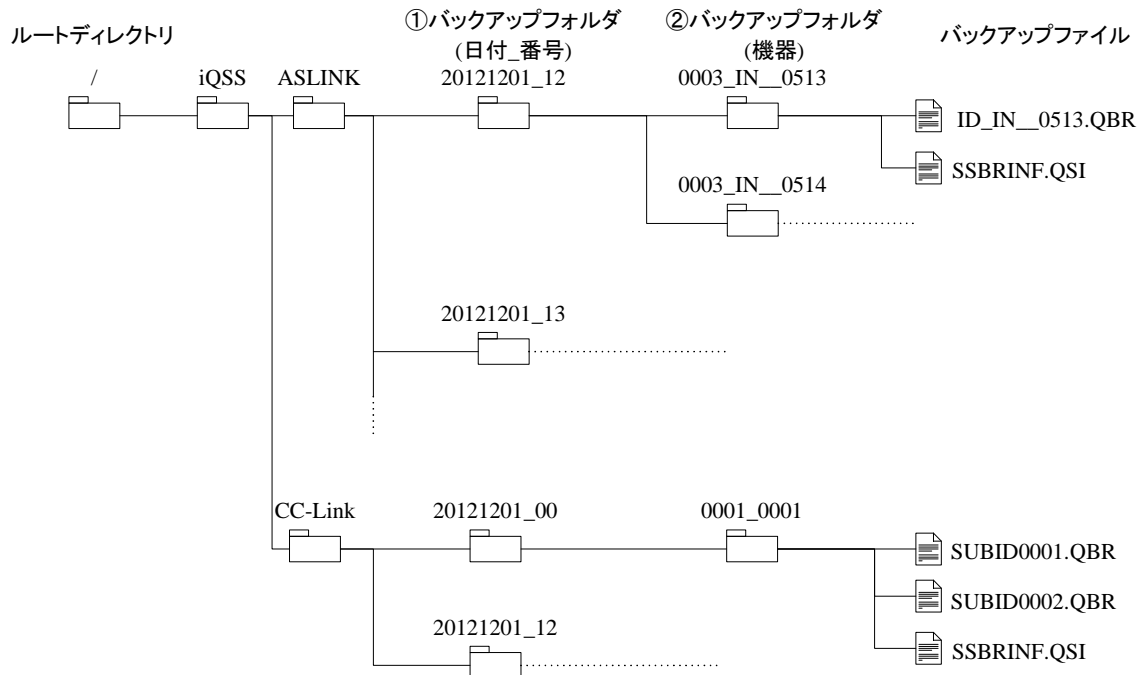 ルートディレクトリ
①バックアップフォルダ
(日付_番号)
②バックアップフォルダ
(機器)
バックアップファイル
/
iQSS
ASLINK
20121201_12
0003_IN__0513
ID_IN__0513.QBR
SSBRINF.QSI
0003_IN__0514
20121201_13
CC-Link
20121201_00
0001_0001
SUBID0001.QBR
SUBID0002.QBR
20121201_12
SSBRINF.QSI